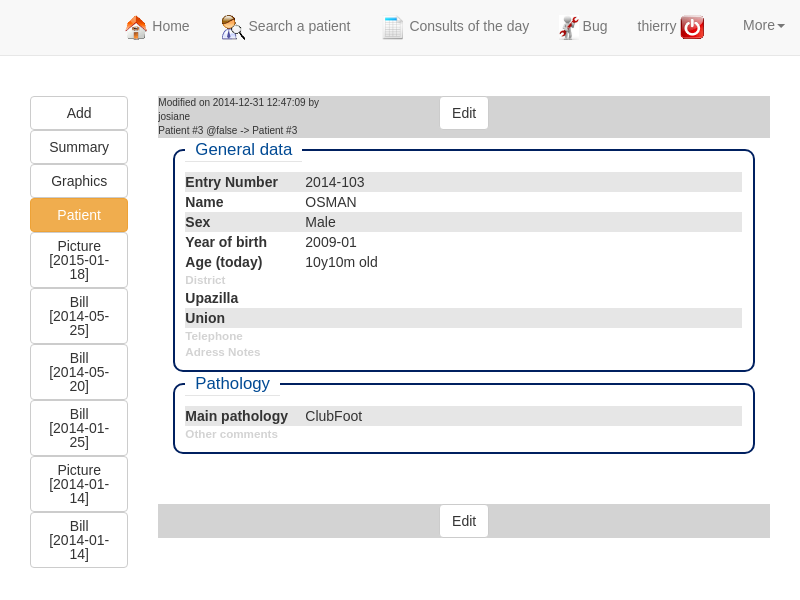 Home Search a patient Consults of the day Bug thierry More
Add
Summary
Graphics
Patient
Picture
[2015-01-
18]
Bill
[2014-05-
25]
Bill
[2014-05-
20]
Bill
[2014-01-
25]
Picture
[2014-01-
14]
Bill
[2014-01-
14]
Modified on 2014-12-31 12:47:09 by
josiane
Patient #3 @false -> Patient #3
Edit
General data
Entry Number 2014-103
Name OSMAN
Sex Male
Year of birth 2009-01
Age (today) 10y10m old
District
Upazilla
Union
Telephone
Adress Notes
Pathology
Main pathology ClubFoot
Other comments
Edit